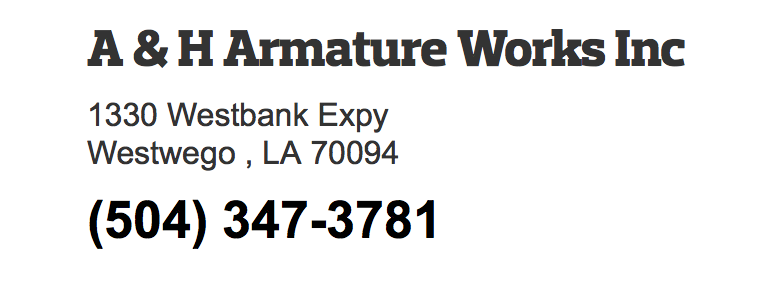 A & H Armature Works Inc
1330 Westbank Expy
Westwego , LA 70094
(504) 347-3781